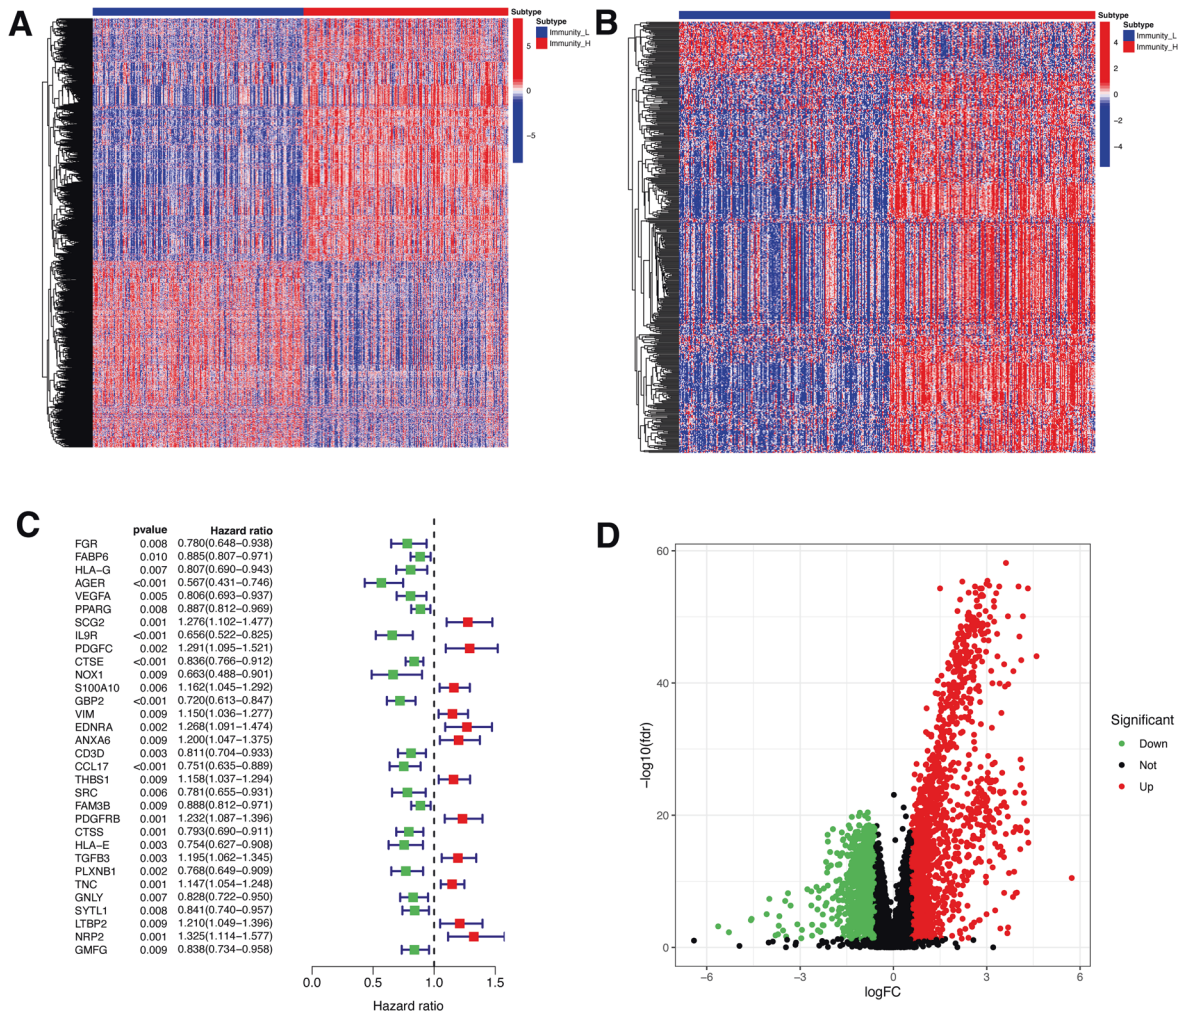 A
Subtype
5
0
−5
Subtype
Immunity_L
Immunity_H
B
Subtype
4
2
0
−2
−4
Subtype
Immunity_L
Immunity_H
C
pvalue Hazard ratio
FGR 0.008 0.780(0.648−0.938)
FABP6 0.010 0.885(0.807−0.971)
HLA−G 0.007 0.807(0.690−0.943)
AGER <0.001 0.567(0.431−0.746)
VEGFA 0.005 0.806(0.693−0.937)
PPARG 0.008 0.887(0.812−0.969)
SCG2 0.001 1.276(1.102−1.477)
IL9R <0.001 0.656(0.522−0.825)
PDGFC 0.002 1.291(1.095−1.521)
CTSE <0.001 0.836(0.766−0.912)
NOX1 0.009 0.663(0.488−0.901)
S100A10 0.006 1.162(1.045−1.292)
GBP2 <0.001 0.720(0.613−0.847)
VIM 0.009 1.150(1.036−1.277)
EDNRA 0.002 1.268(1.091−1.474)
ANXA6 0.009 1.200(1.047−1.375)
CD3D 0.003 0.811(0.704−0.933)
CCL17 <0.001 0.751(0.635−0.889)
THBS1 0.009 1.158(1.037−1.294)
SRC 0.006 0.781(0.655−0.931)
FAM3B 0.009 0.888(0.812−0.971)
PDGFRB 0.001 1.232(1.087−1.396)
CTSS 0.001 0.793(0.690−0.911)
HLA−E 0.003 0.754(0.627−0.908)
TGFB3 0.003 1.195(1.062−1.345)
PLXNB1 0.002 0.768(0.649−0.909)
TNC 0.001 1.147(1.054−1.248)
GNLY 0.007 0.828(0.722−0.950)
SYTL1 0.008 0.841(0.740−0.957)
LTBP2 0.009 1.210(1.049−1.396)
NRP2 0.001 1.325(1.114−1.577)
GMFG 0.009 0.838(0.734−0.958)
0.0 0.5 1.0 1.5
Hazard ratio
D
60
40
20
0
−log10(fdr)
−6 −3 0 3 6
logFC
Significant
Down
Not
Up